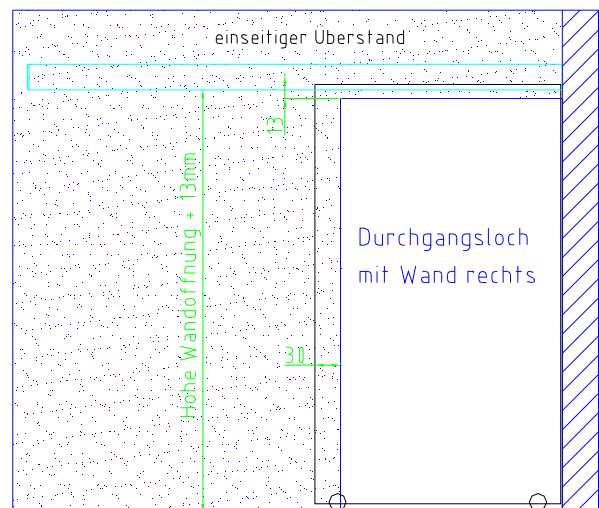 einseitiger Überstand
13
Höhe Wandöffnung + 13mm
Durchgangsloch
mit Wand rechts
30